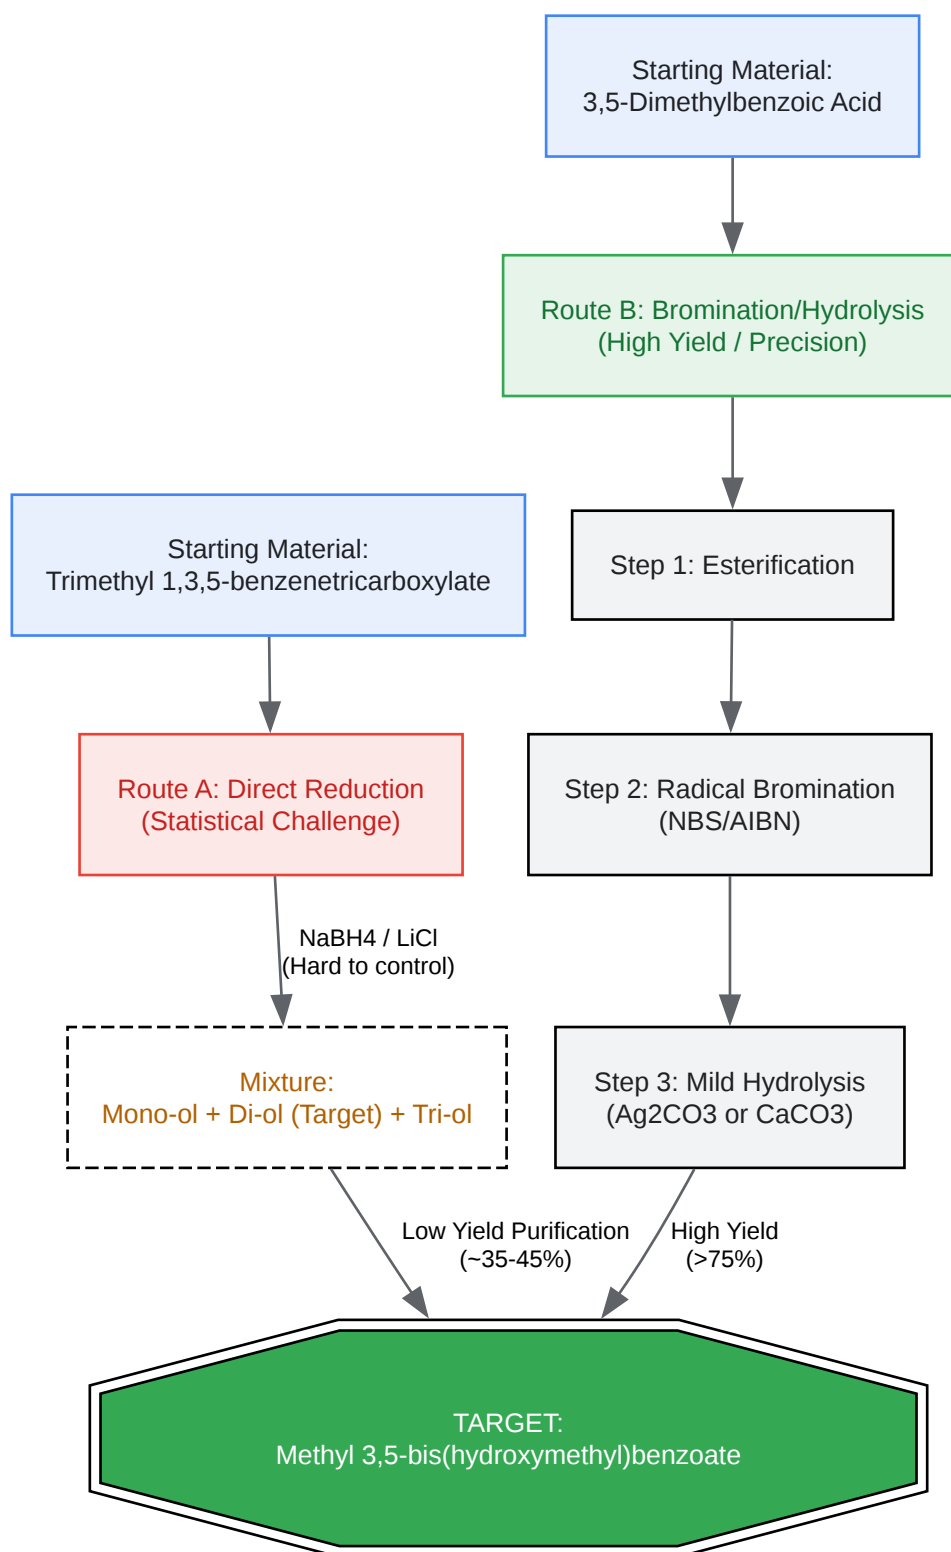 Starting Material:
3,5-Dimethylbenzoic Acid
Route B: Bromination/Hydrolysis
(High Yield / Precision)
Starting Material:
Trimethyl 1,3,5-benzenetricarboxylate
Step 1: Esterification
Route A: Direct Reduction
(Statistical Challenge)
Step 2: Radical Bromination
(NBS/AIBN)
NaBH4 / LiCl
(Hard to control)
Mixture:
Mono-ol + Di-ol (Target) + Tri-ol
Step 3: Mild Hydrolysis
(Ag2CO3 or CaCO3)
Low Yield Purification
(~35-45%)
High Yield
(>75%)
TARGET:
Methyl 3,5-bis(hydroxymethyl)benzoate